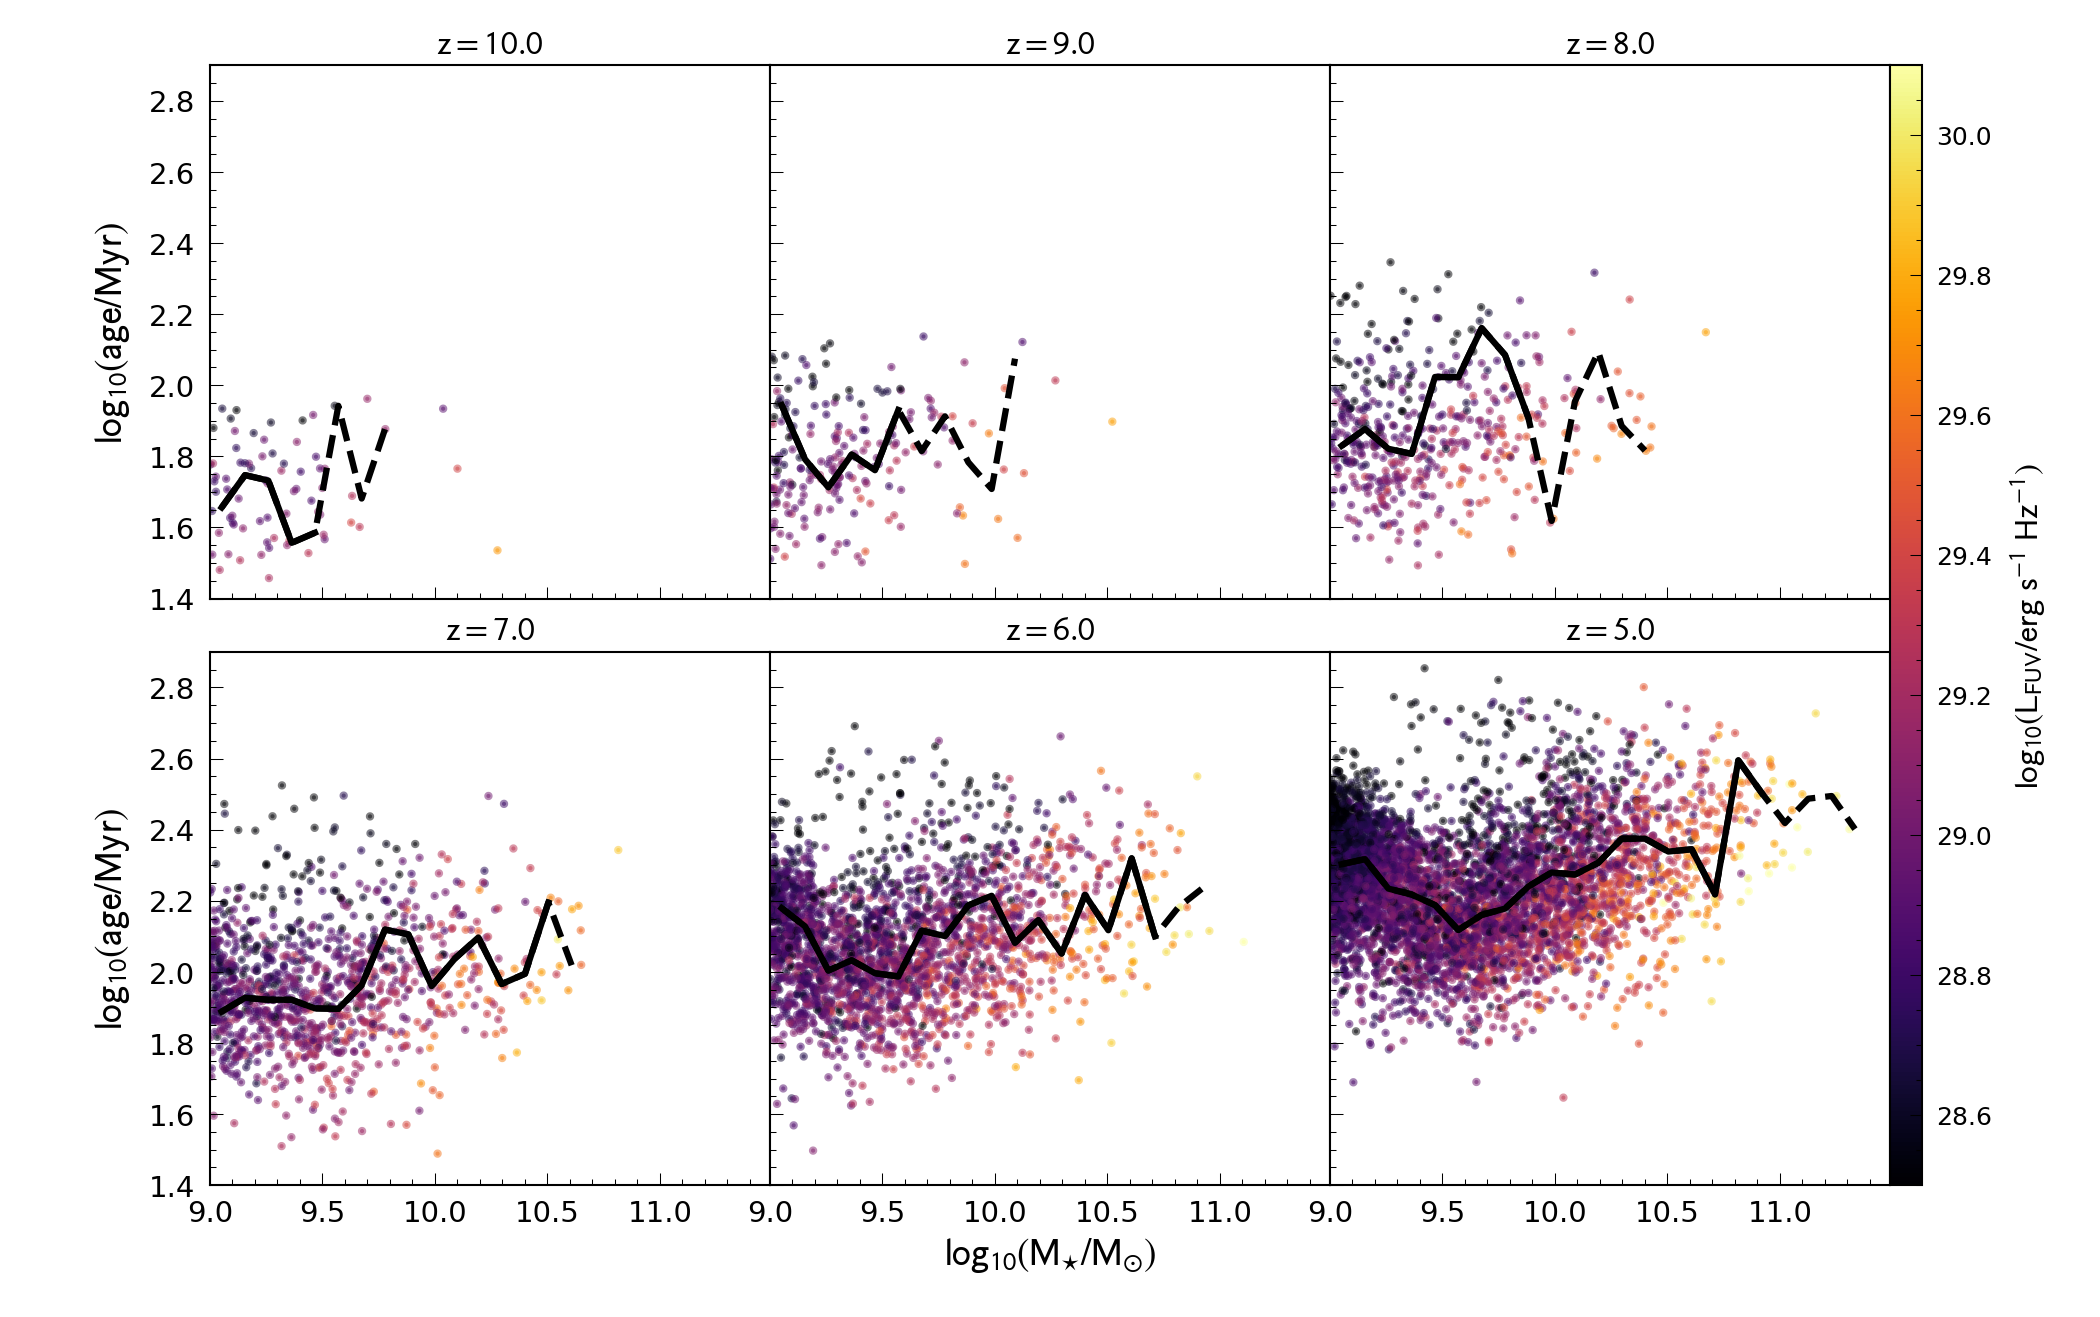 z = 10.0
z = 9.0
z = 8.0
2.8
2.6
2.4
2.2
2.0
1.8
1.6
1.4
log₁₀(age/Myr)
30.0
29.8
29.6
29.4
29.2
29.0
28.8
28.6
log₁₀(L_FUV/erg s⁻¹ Hz⁻¹)
z = 7.0
z = 6.0
z = 5.0
2.8
2.6
2.4
2.2
2.0
1.8
1.6
1.4
log₁₀(age/Myr)
9.0 9.5 10.0 10.5 11.0 9.0 9.5 10.0 10.5 11.0 9.0 9.5 10.0 10.5 11.0
log₁₀(M⋆/M⊙)